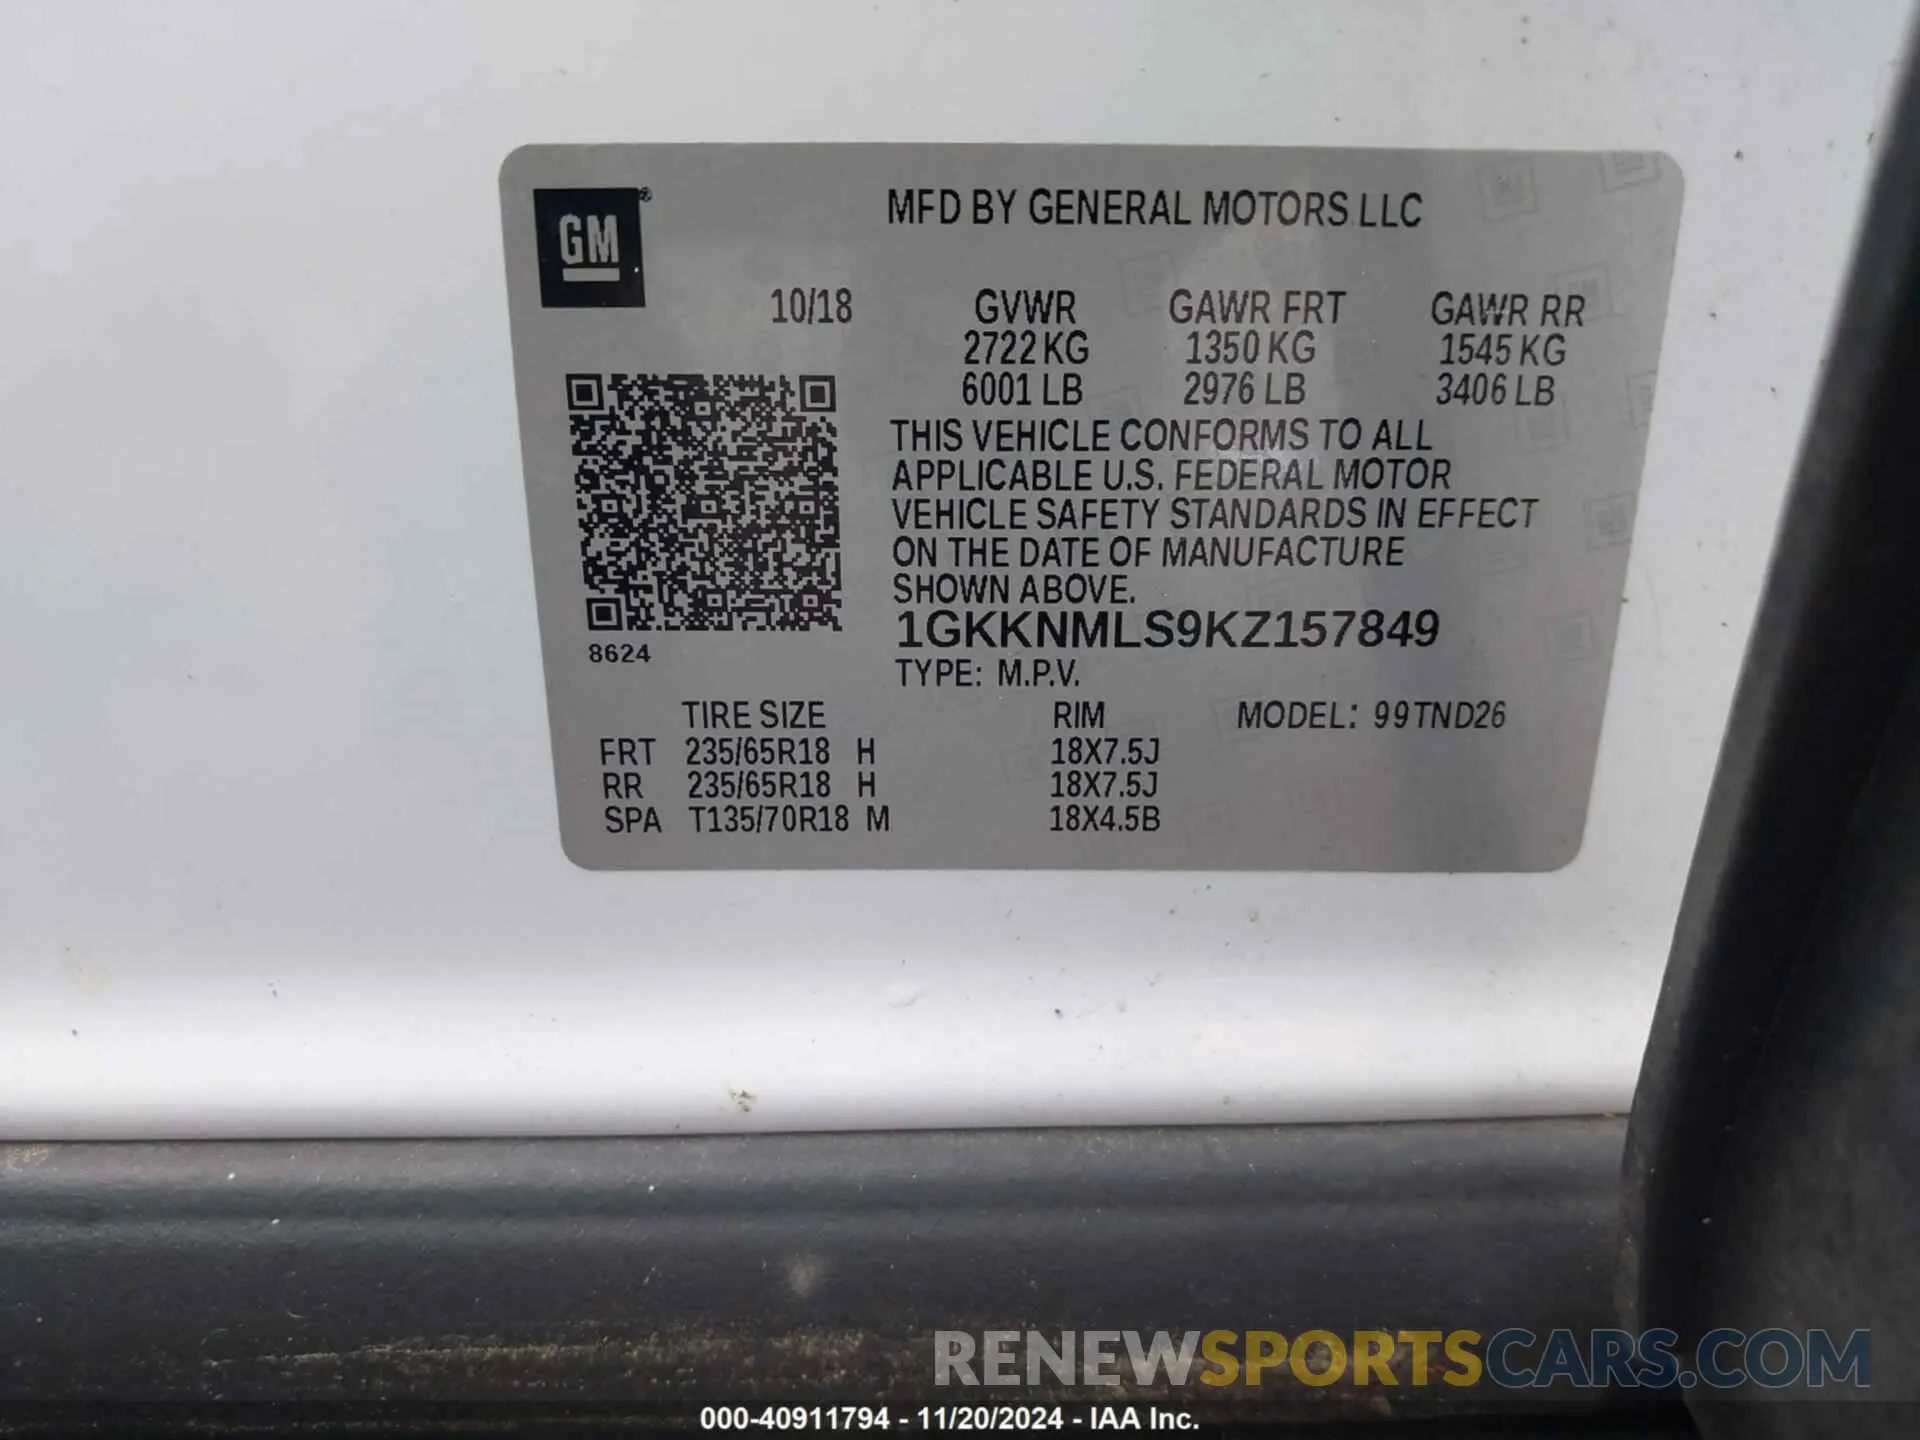 GM
®
MFD BY GENERAL MOTORS LLC
10/18 GVWR GAWR FRT GAWR RR
2722 KG 1350 KG 1545 KG
6001 LB 2976 LB 3406 LB
THIS VEHICLE CONFORMS TO ALL
APPLICABLE U.S. FEDERAL MOTOR
VEHICLE SAFETY STANDARDS IN EFFECT
ON THE DATE OF MANUFACTURE
SHOWN ABOVE.
1GKKNMLS9KZ157849
8624
TYPE: M.P.V.
TIRE SIZE RIM MODEL: 99TND26
FRT 235/65R18 H 18X7.5J
RR 235/65R18 H 18X7.5J
SPA T135/70R18 M 18X4.5B
RENEWSPORTSCARS.COM
000-40911794 - 11/20/2024 - IAA Inc.